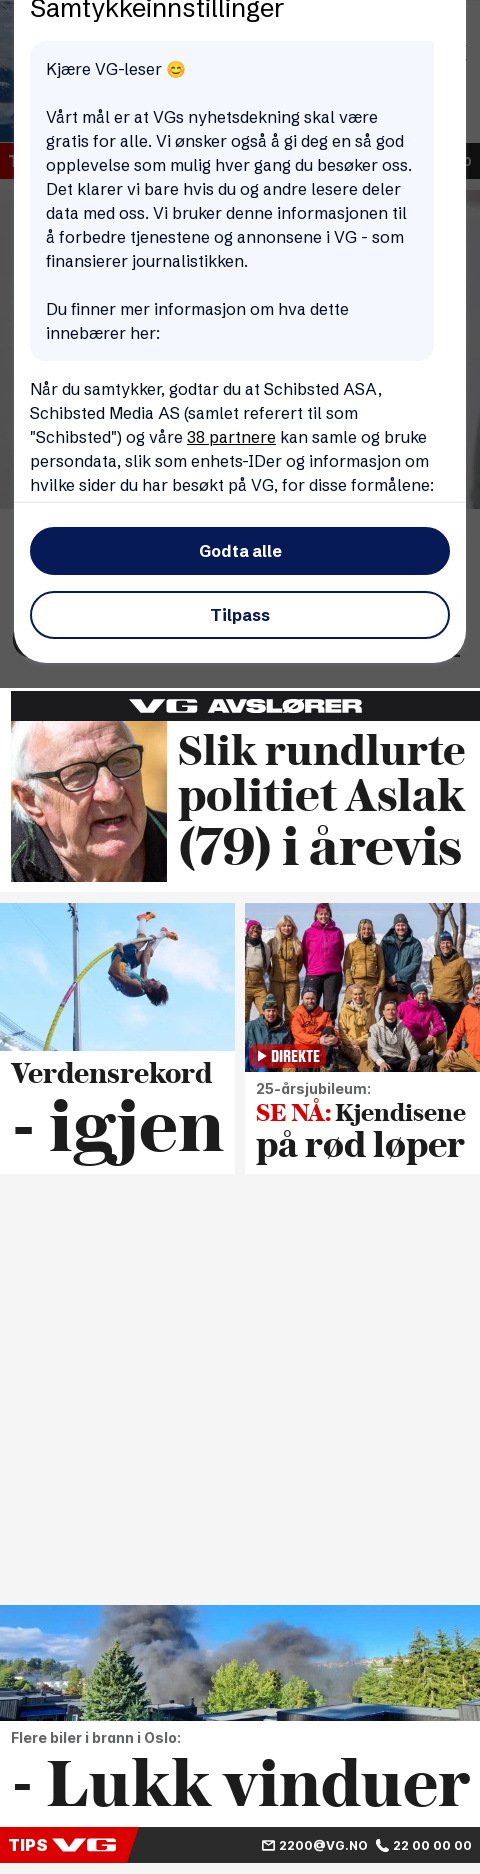 Samtykkeinnstillinger
Kjære VG-leser 😊
Vårt mål er at VGs nyhetsdekning skal være
gratis for alle. Vi ønsker også å gi deg en så god
opplevelse som mulig hver gang du besøker oss.
Det klarer vi bare hvis du og andre lesere deler
data med oss. Vi bruker denne informasjonen til
å forbedre tjenestene og annonsene i VG - som
finansierer journalistikken.
Du finner mer informasjon om hva dette
innebærer her:
Når du samtykker, godtar du at Schibsted ASA,
Schibsted Media AS (samlet referert til som
"Schibsted") og våre 38 partnere kan samle og bruke
persondata, slik som enhets-IDer og informasjon om
hvilke sider du har besøkt på VG, for disse formålene:
Godta alle
Tilpass
VG AVSLØRER
Slik rundlurte
politiet Aslak
(79) i årevis
Verdensrekord
- igjen
DIREKTE
25-årsjubileum:
SE NÅ: Kjendisene
på rød løper
Flere biler i brann i Oslo:
- Lukk vinduer
TIPS VG 2200@VG.NO 22 00 00 00